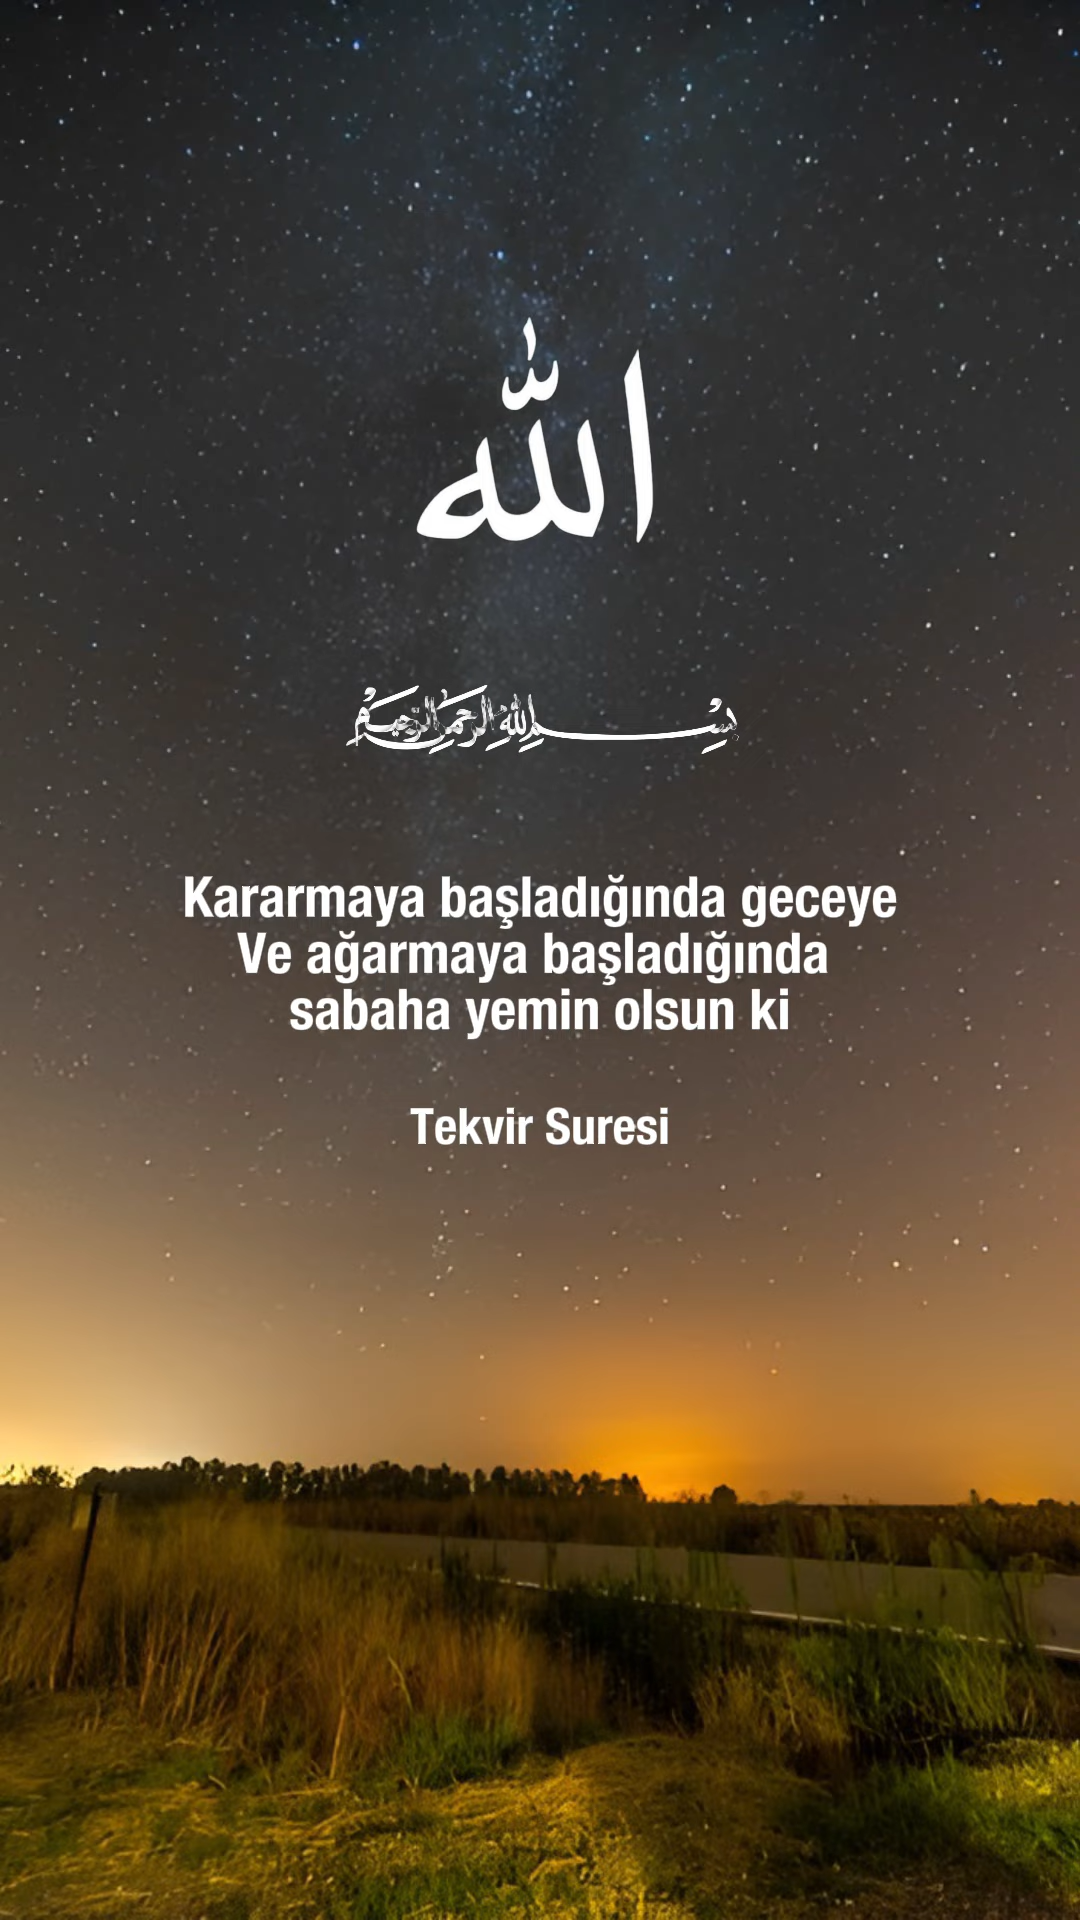 الله
بسم الله الرحمن الرحيم
Kararmaya başladığında geceye
Ve ağarmaya başladığında
sabaha yemin olsun ki
Tekvir Suresi